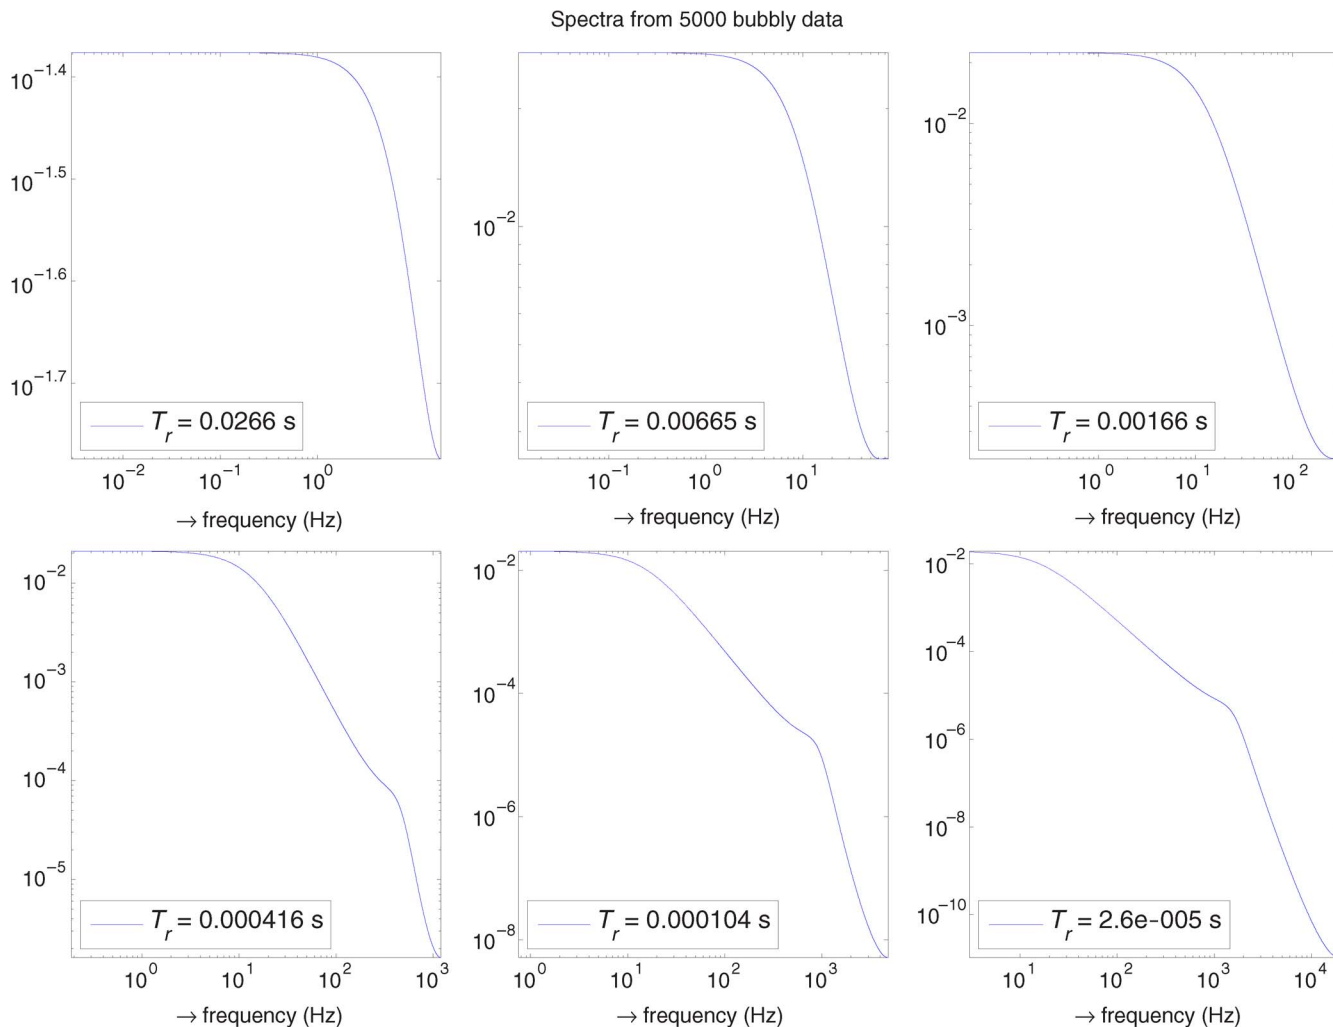 Spectra from 5000 bubbly data
10^−1.4
10^−1.5
10^−1.6
10^−1.7
T_r = 0.0266 s
10^−2 10^−1 10^0
→ frequency (Hz)
10^−2
T_r = 0.00665 s
10^−1 10^0 10^1
→ frequency (Hz)
10^−2
10^−3
T_r = 0.00166 s
10^0 10^1 10^2
→ frequency (Hz)
10^−2
10^−3
10^−4
10^−5
T_r = 0.000416 s
10^0 10^1 10^2 10^3
→ frequency (Hz)
10^−2
10^−4
10^−6
10^−8
T_r = 0.000104 s
10^0 10^1 10^2 10^3
→ frequency (Hz)
10^−2
10^−4
10^−6
10^−8
10^−10
T_r = 2.6e-005 s
10^1 10^2 10^3 10^4
→ frequency (Hz)